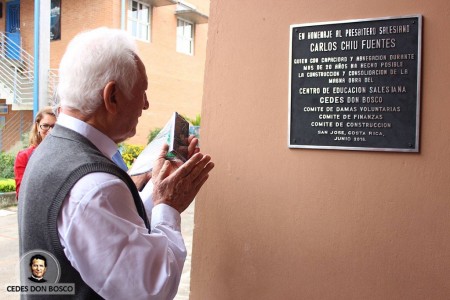 EN HOMENAJE AL PRESBITERO SALESIANO
CARLOS CHIU FUENTES
QUIEN CON CAPACIDAD Y ABNEGACION DURANTE
MAS DE 20 AÑOS HA HECHO POSIBLE
LA CONSTRUCCION Y CONSOLIDACION DE LA
MAGNA OBRA DEL
CENTRO DE EDUCACION SALESIANA
CEDES DON BOSCO
COMITE DE DAMAS VOLUNTARIAS
COMITE DE FINANZAS
COMITE DE CONSTRUCCION
SAN JOSE, COSTA RICA,
JUNIO 2016
CEDES DON BOSCO